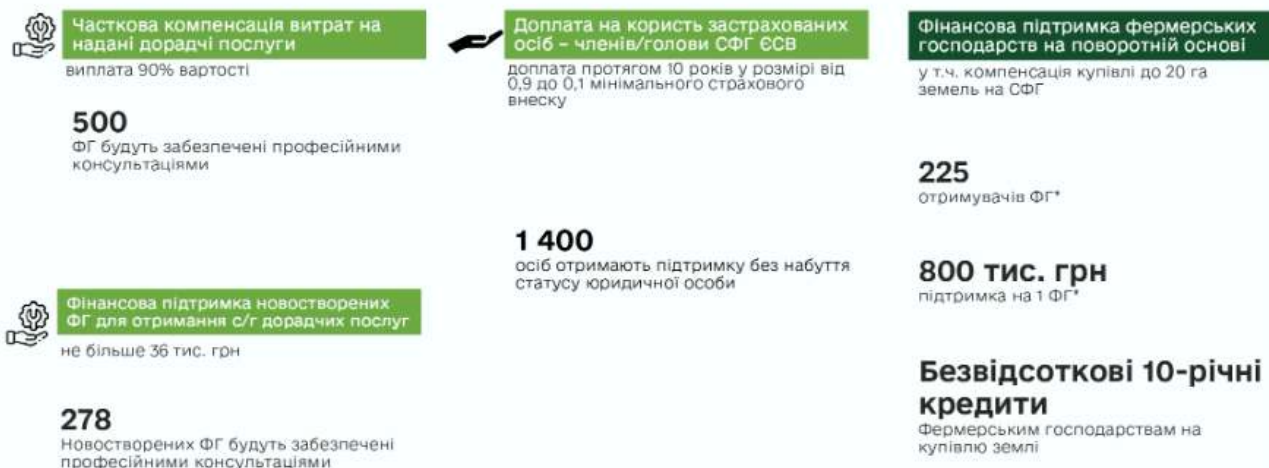 Часткова компенсація витрат на
надані дорадчі послуги
виплата 90% вартості
500
ФГ будуть забезпечені професійними
консультаціями
Фінансова підтримка новостворених
ФГ для отримання с/г дорадчих послуг
не більше 36 тис. грн
278
Новостворених ФГ будуть забезпечені
професійними консультаціями
Доплата на користь застрахованих
осіб – членів/голови СФГ ЄСВ
доплата протягом 10 років у розмірі від
0,9 до 0,1 мінімального страхового
внеску
1 400
осіб отримають підтримку без набуття
статусу юридичної особи
Фінансова підтримка фермерських
господарств на поворотній основі
у т.ч. компенсація купівлі до 20 га
земель на СФГ
225
отримувачів ФГ*
800 тис. грн
підтримка на 1 ФГ*
Безвідсоткові 10-річні
кредити
Фермерським господарствам на
купівлю землі